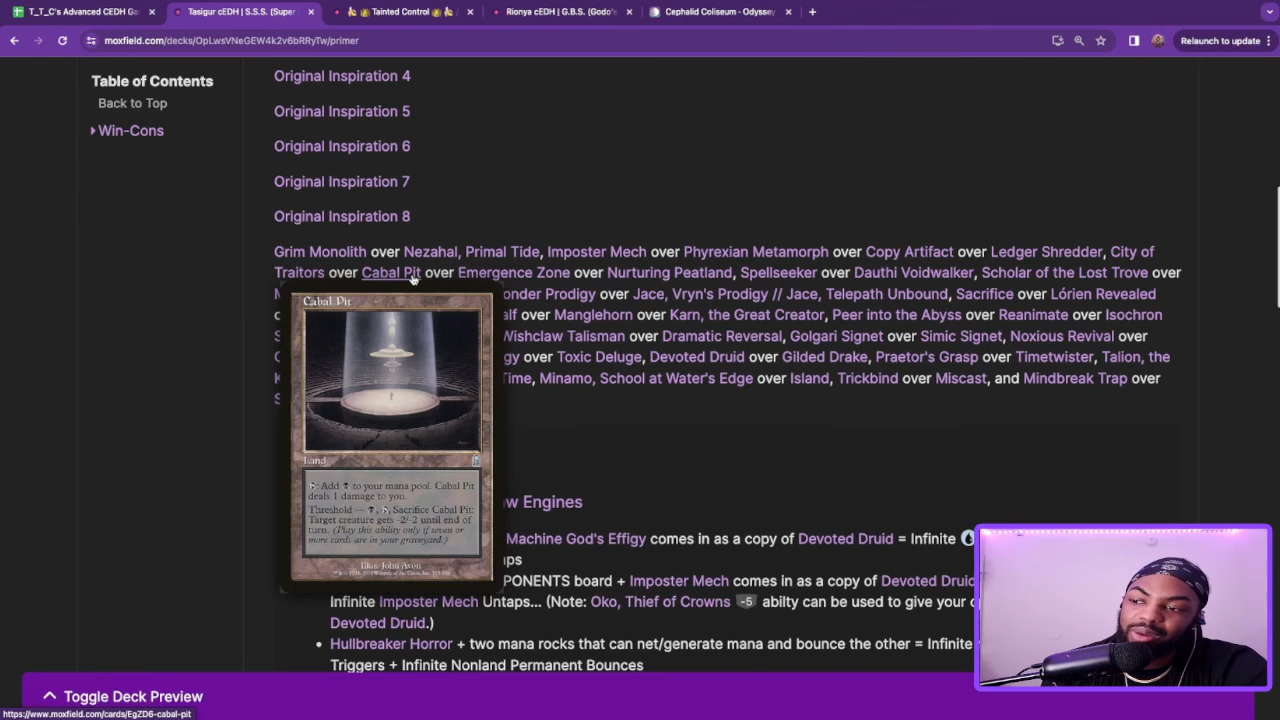 T_T_C's Advanced CEDH Ga
Tasigur cEDH | S.S.S. (Super
Tainted Control
Rionya cEDH | G.B.S. (Godo's
Cephalid Coliseum - Odyssey
moxfield.com/decks/OpLwsVNeGEW4k2v6bRRyTw/primer
Relaunch to update
Table of Contents
Back to Top
Win-Cons
Original Inspiration 4
Original Inspiration 5
Original Inspiration 6
Original Inspiration 7
Original Inspiration 8
Grim Monolith over Nezahal, Primal Tide, Imposter Mech over Phyrexian Metamorph over Copy Artifact over Ledger Shredder, City of
Traitors over Cabal Pit over Emergence Zone over Nurturing Peatland, Spellseeker over Dauthi Voidwalker, Scholar of the Lost Trove over
onder Prodigy over Jace, Vryn's Prodigy // Jace, Telepath Unbound, Sacrifice over Lórien Revealed
alf over Manglehorn over Karn, the Great Creator, Peer into the Abyss over Reanimate over Isochron
Wishclaw Talisman over Dramatic Reversal, Golgari Signet over Simic Signet, Noxious Revival over
gy over Toxic Deluge, Devoted Druid over Gilded Drake, Praetor's Grasp over Timetwister, Talion, the
Time, Minamo, School at Water's Edge over Island, Trickbind over Miscast, and Mindbreak Trap over
Cabal Pit
Land
: Add to your mana pool. Cabal Pit
deals 1 damage to you.
Threshold — , , Sacrifice Cabal Pit:
Target creature gets -2/-2 until end of
turn. (Play this ability only if seven or
more cards are in your graveyard.)
Illus. John Avon
w Engines
Machine God's Effigy comes in as a copy of Devoted Druid = Infinite
aps
PONENTS board + Imposter Mech comes in as a copy of Devoted Druid
Infinite Imposter Mech Untaps... (Note: Oko, Thief of Crowns -5 abilty can be used to give your o
Devoted Druid.)
• Hullbreaker Horror + two mana rocks that can net/generate mana and bounce the other = Infinite
Triggers + Infinite Nonland Permanent Bounces
Toggle Deck Preview
https://www.moxfield.com/cards/EgZD6-cabal-pit